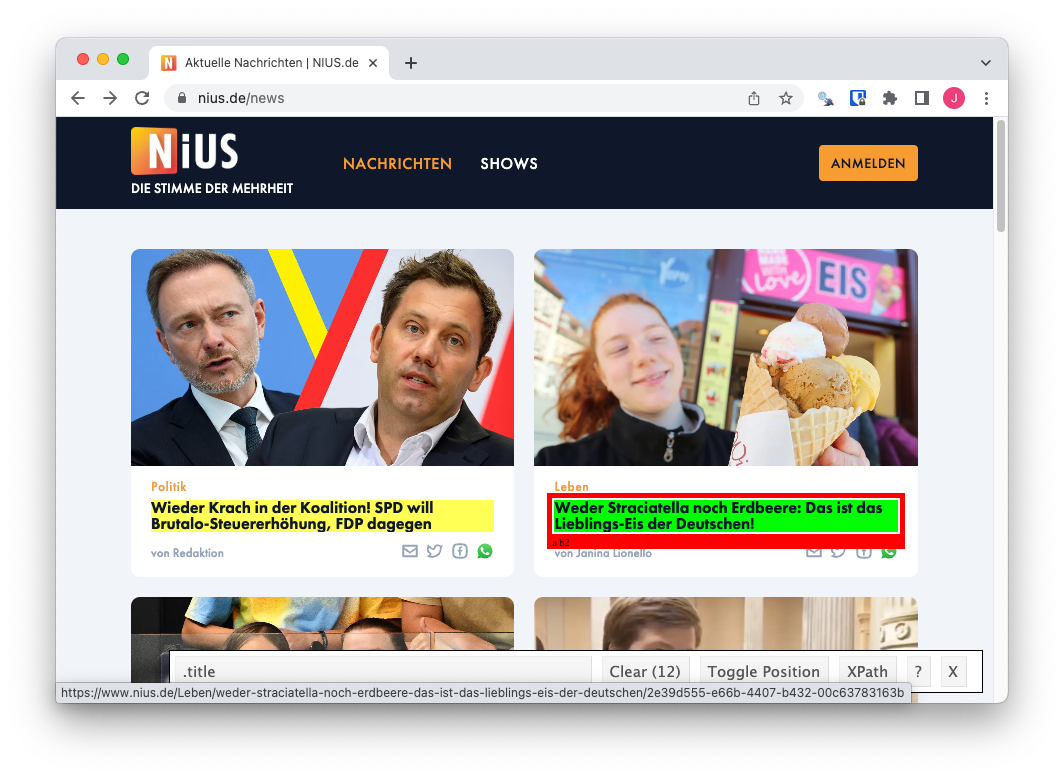 Aktuelle Nachrichten | NIUS.de
nius.de/news
J
NiUS
DIE STIMME DER MEHRHEIT
NACHRICHTEN
SHOWS
ANMELDEN
MADE
WITH
love
EIS
Politik
Wieder Krach in der Koalition! SPD will
Brutalo-Steuererhöhung, FDP dagegen
von Redaktion
Leben
Weder Straciatella noch Erdbeere: Das ist das
Lieblings-Eis der Deutschen!
a h2
von Janina Lionello
.title
Clear (12)
Toggle Position
XPath
?
X
https://www.nius.de/Leben/weder-straciatella-noch-erdbeere-das-ist-das-lieblings-eis-der-deutschen/2e39d555-e66b-4407-b432-00c63783163b